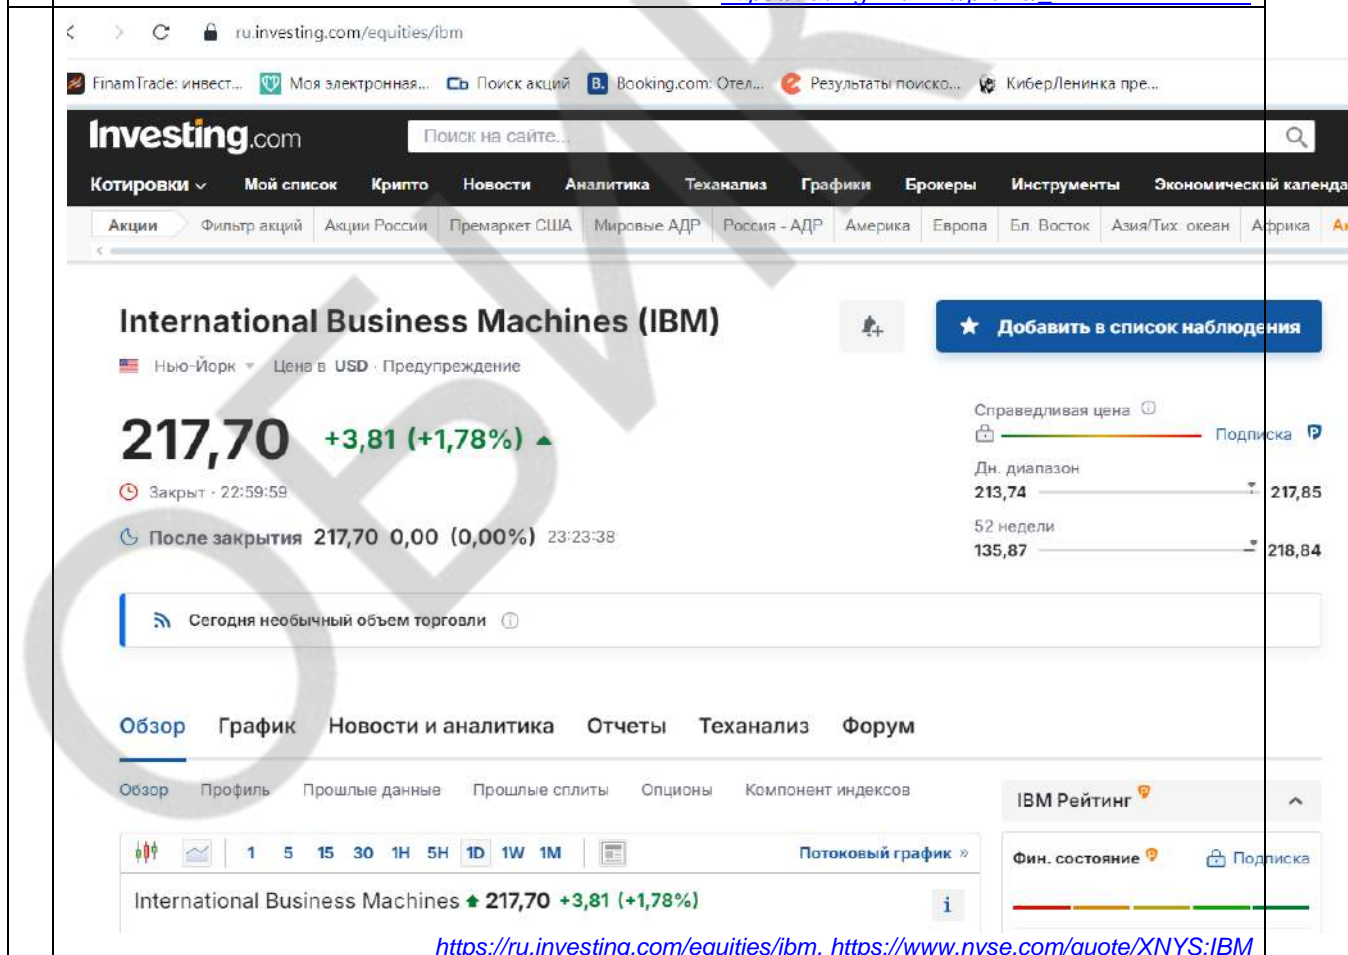 ru.investing.com/equities/ibm
FinamTrade: инвест... Моя электронная... Cb Поиск акций B. Booking.com: Отел... Результаты поиско... КиберЛенинка пре...
Investing.com Поиск на сайте...
Котировки Мой список Крипто Новости Аналитика Теханализ Графики Брокеры Инструменты Экономический календа
Акции Фильтр акций Акции России Премаркет США Мировые АДР Россия - АДР Америка Европа Бл. Восток Азия/Тих. океан Африка
International Business Machines (IBM)
Добавить в список наблюдения
Нью-Йорк Цена в USD · Предупреждение
217,70 +3,81 (+1,78%)
Закрыт · 22:59:59
После закрытия 217,70 0,00 (0,00%) 23:23:38
Справедливая цена
Подписка
Дн. диапазон
213,74 217,85
52 недели
135,87 218,84
Сегодня необычный объем торговли
Обзор График Новости и аналитика Отчеты Теханализ Форум
Обзор Профиль Прошлые данные Прошлые сплиты Опционы Компонент индексов
IBM Рейтинг
1 5 15 30 1H 5H 1D 1W 1M Потоковый график »
Фин. состояние Подписка
International Business Machines 217,70 +3,81 (+1,78%)
https://ru.investing.com/equities/ibm, https://www.nyse.com/quote/XNYS:IBM
ОБИК